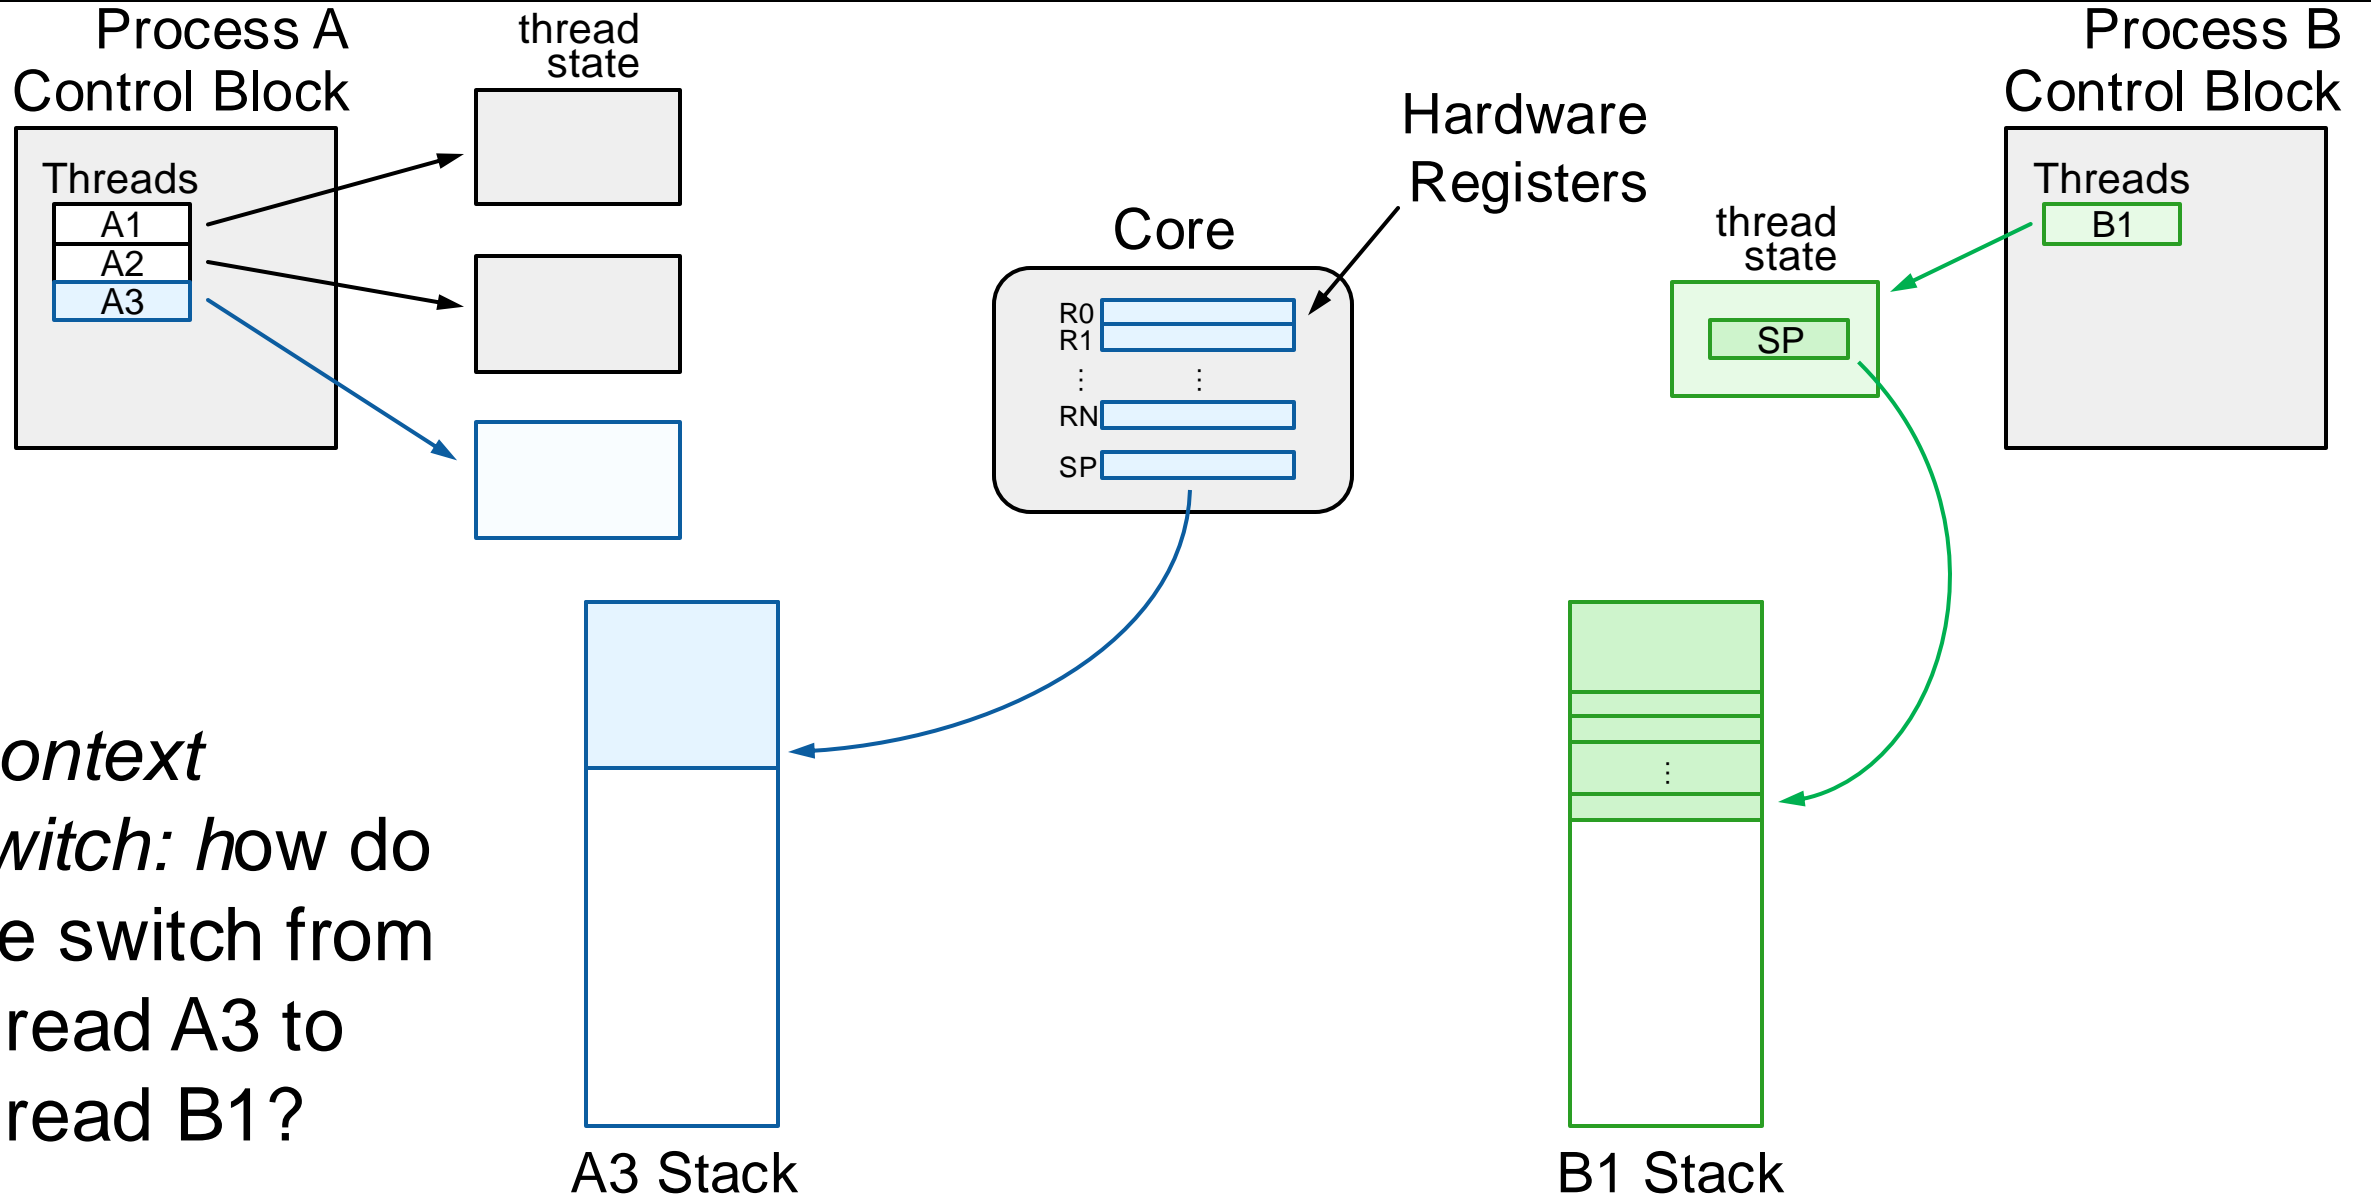 Process A
Control Block
Threads
A1
A2
A3
thread
state
Core
R0
R1
⋮ ⋮
RN
SP
Hardware
Registers
thread
state
SP
Process B
Control Block
Threads
B1
ontext
witch: how do
e switch from
read A3 to
read B1?
A3 Stack
⋮
B1 Stack